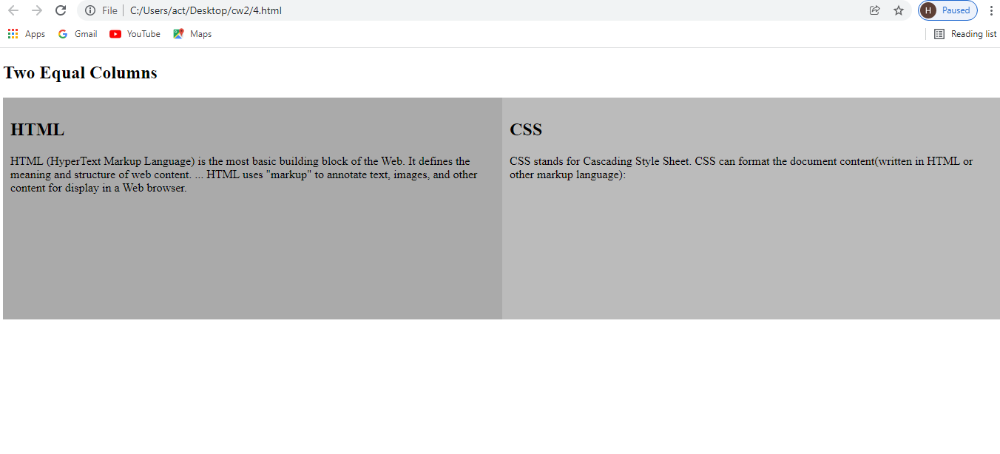 File C:/Users/act/Desktop/cw2/4.html H Paused
Apps Gmail YouTube Maps Reading list
Two Equal Columns
HTML
HTML (HyperText Markup Language) is the most basic building block of the Web. It defines the
meaning and structure of web content. ... HTML uses "markup" to annotate text, images, and other
content for display in a Web browser.
CSS
CSS stands for Cascading Style Sheet. CSS can format the document content(written in HTML or
other markup language):